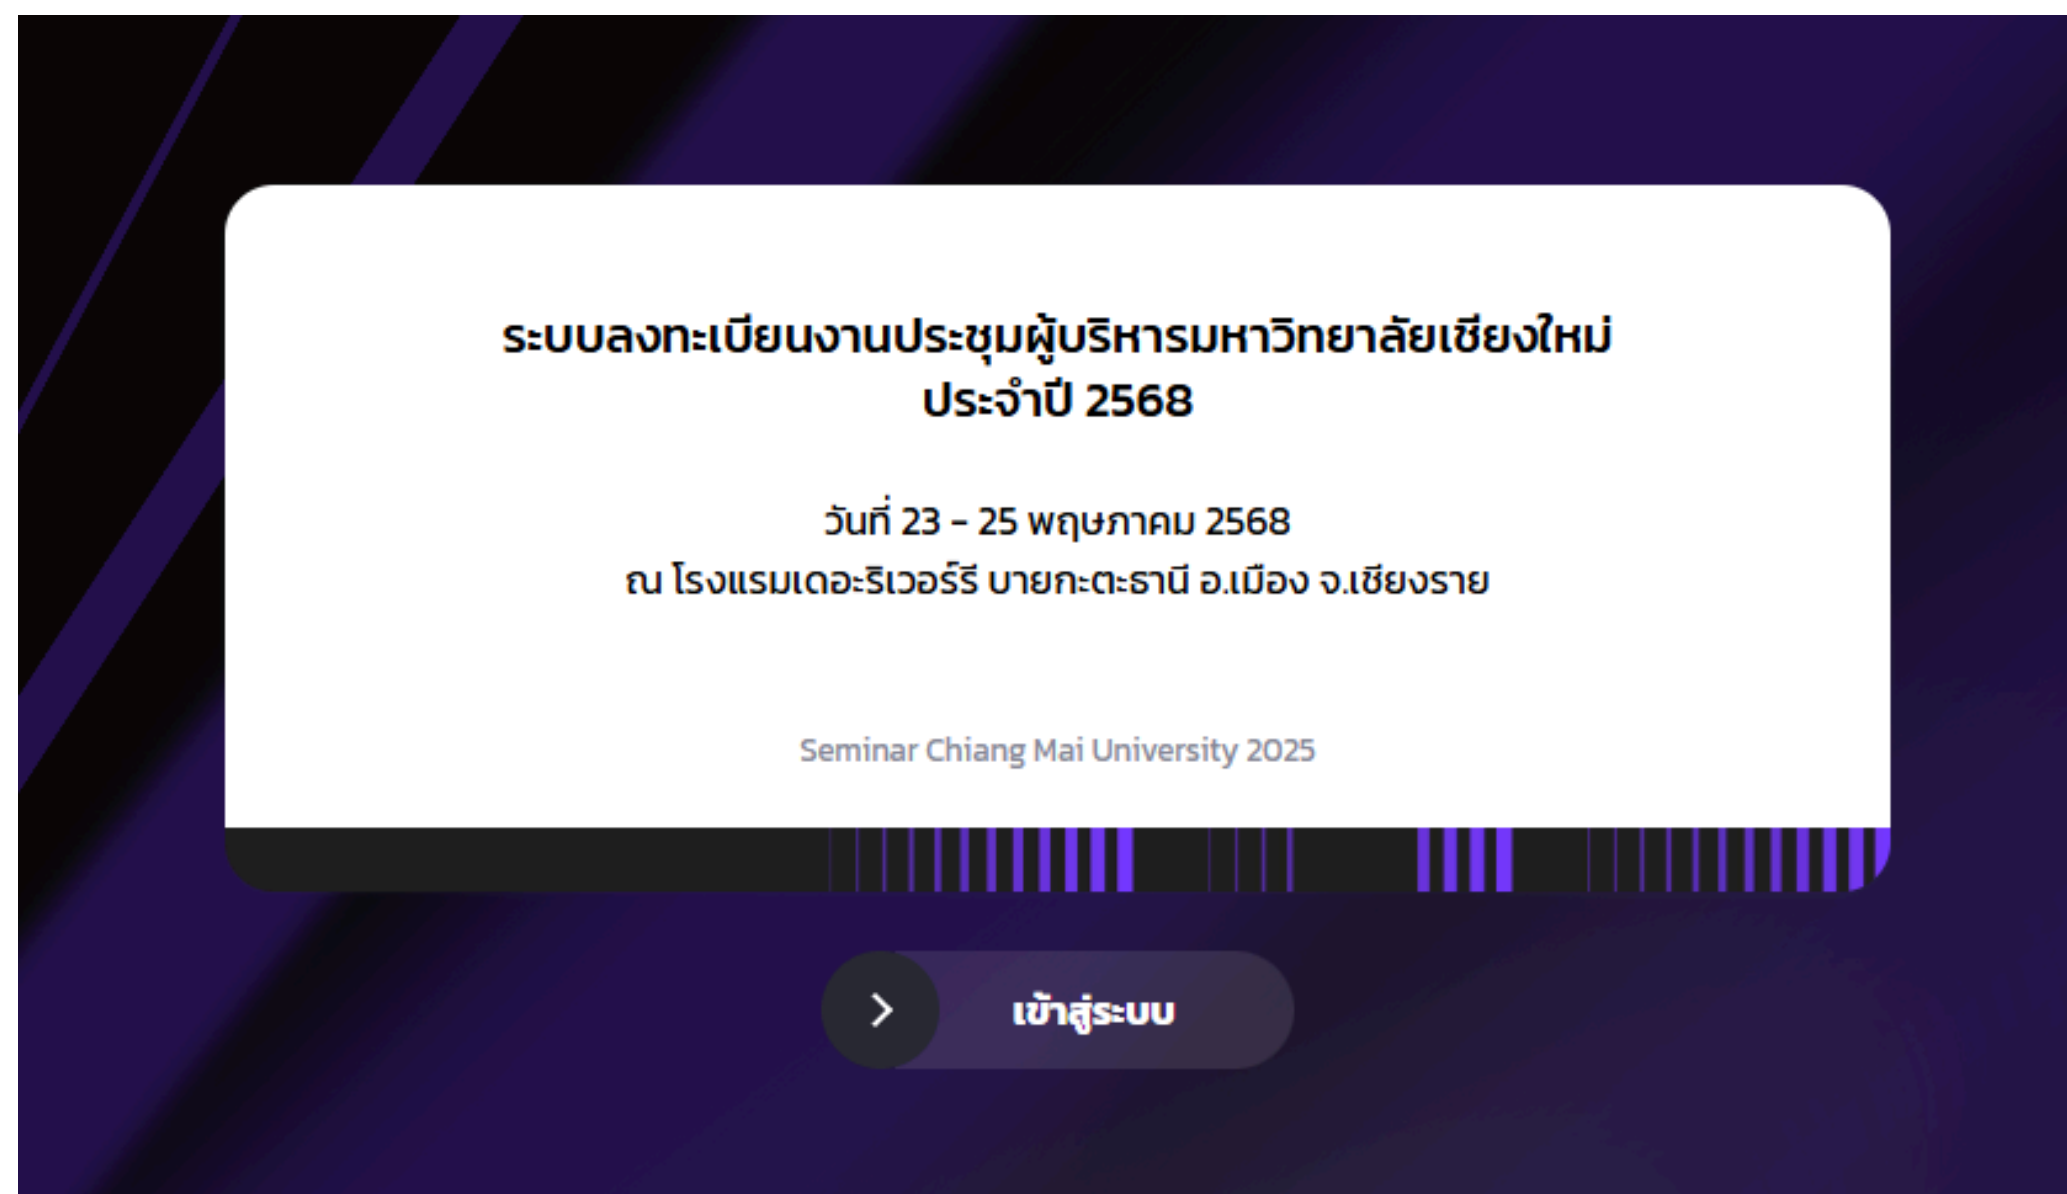 ระบบลงทะเบียนงานประชุมผู้บริหารมหาวิทยาลัยเชียงใหม่
ประจำปี 2568
วันที่ 23 - 25 พฤษภาคม 2568
ณ โรงแรมเดอะริเวอร์รี บายกะตะธานี อ.เมือง จ.เชียงราย
Seminar Chiang Mai University 2025
เข้าสู่ระบบ